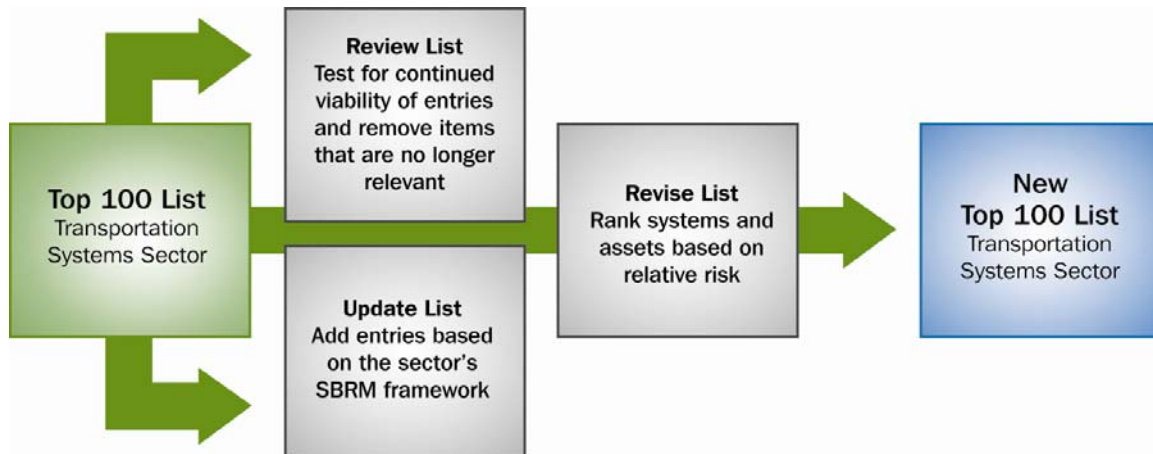 Top 100 List
Transportation
Systems Sector
Review List
Test for continued
viability of entries
and remove items
that are no longer
relevant
Update List
Add entries based
on the sector's
SBRM framework
Revise List
Rank systems and
assets based on
relative risk
New
Top 100 List
Transportation
Systems Sector